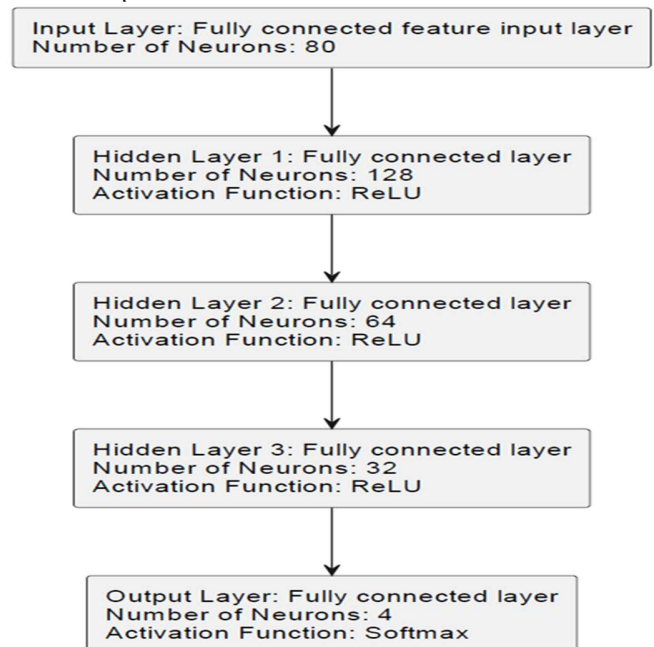 Input Layer: Fully connected feature input layer
Number of Neurons: 80
Hidden Layer 1: Fully connected layer
Number of Neurons: 128
Activation Function: ReLU
Hidden Layer 2: Fully connected layer
Number of Neurons: 64
Activation Function: ReLU
Hidden Layer 3: Fully connected layer
Number of Neurons: 32
Activation Function: ReLU
Output Layer: Fully connected layer
Number of Neurons: 4
Activation Function: Softmax